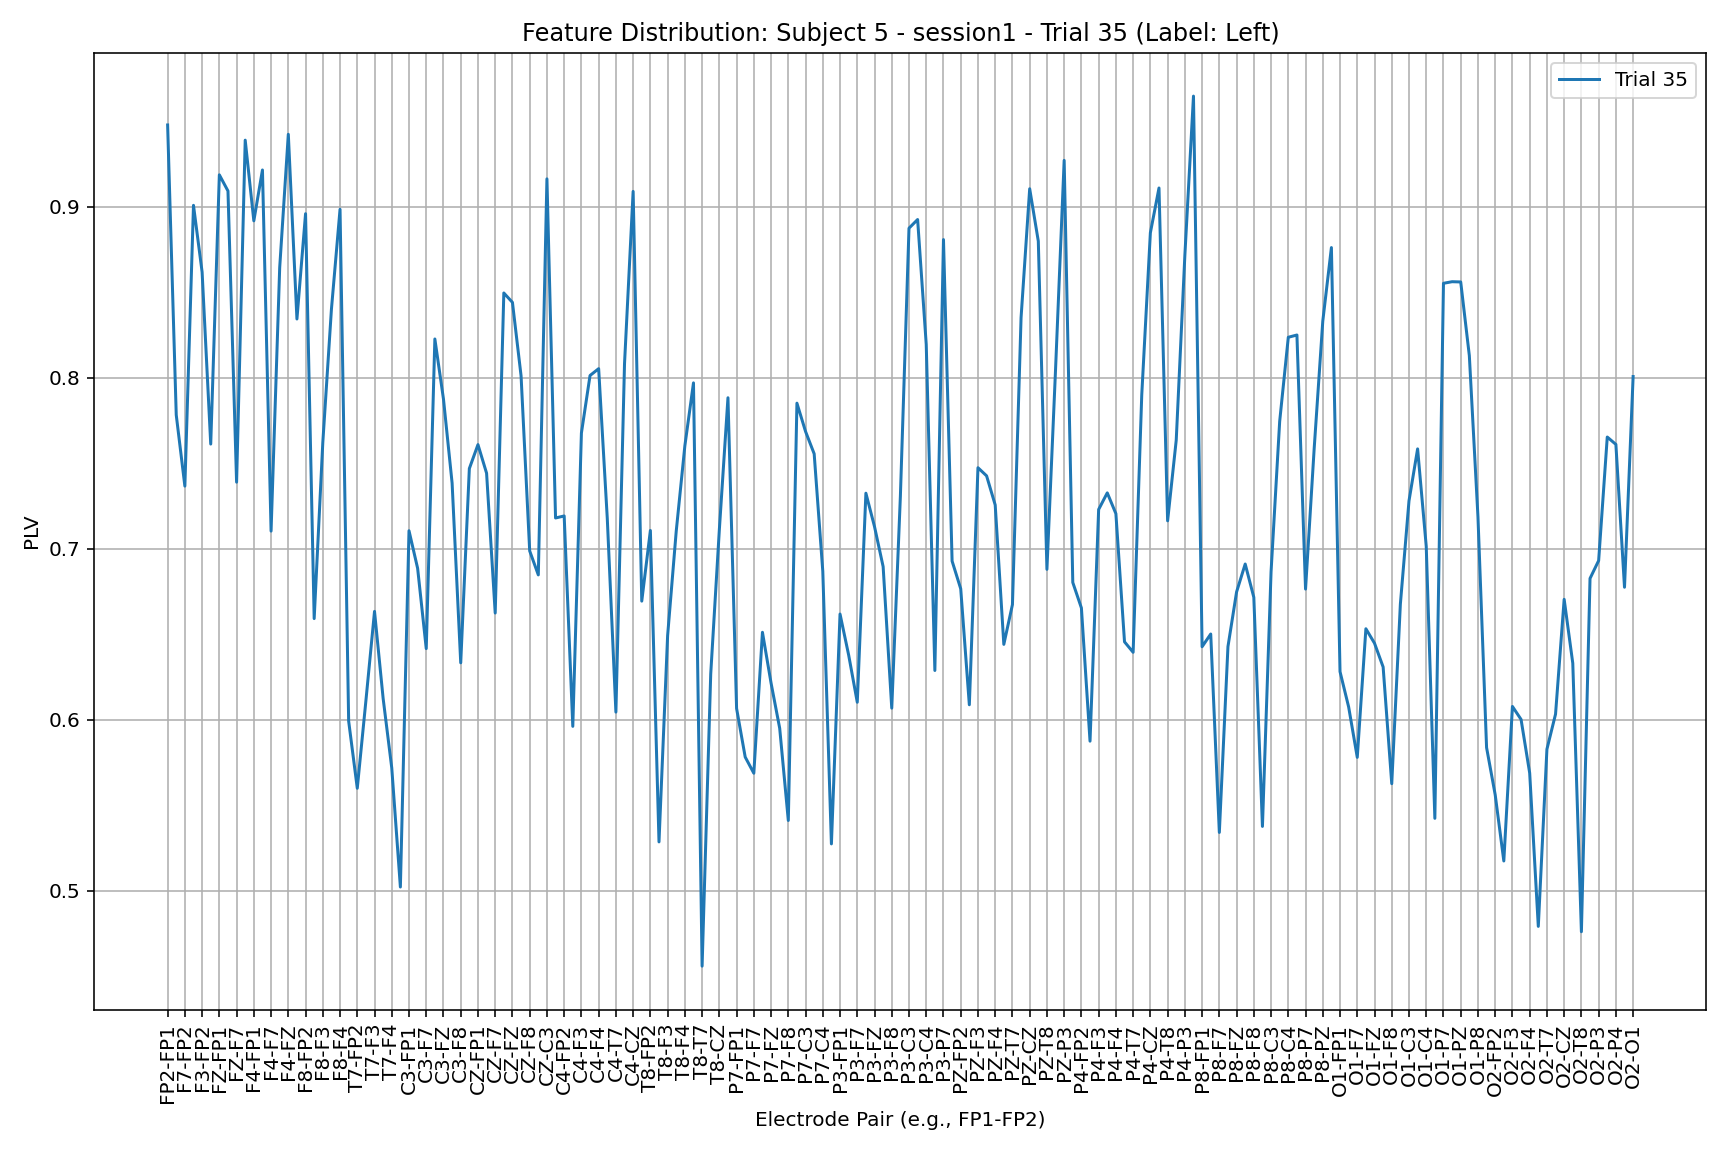 Feature Distribution: Subject 5 - session1 - Trial 35 (Label: Left)
Trial 35
PLV
0.9
0.8
0.7
0.6
0.5
FP2-FP1
F7-FP2
F3-FP2
FZ-FP1
FZ-F7
F4-FP1
F4-F7
F4-FZ
F8-FP2
F8-F3
F8-F4
T7-FP2
T7-F3
T7-F4
C3-FP1
C3-F7
C3-FZ
C3-F8
CZ-FP1
CZ-F7
CZ-FZ
CZ-F8
CZ-C3
C4-FP2
C4-F3
C4-F4
C4-T7
C4-CZ
T8-FP2
T8-F3
T8-F4
T8-T7
T8-CZ
P7-FP1
P7-F7
P7-FZ
P7-F8
P7-C3
P7-C4
P3-FP1
P3-F7
P3-FZ
P3-F8
P3-C3
P3-C4
P3-P7
PZ-FP2
PZ-F3
PZ-F4
PZ-T7
PZ-CZ
PZ-T8
PZ-P3
P4-FP2
P4-F3
P4-F4
P4-T7
P4-CZ
P4-T8
P4-P3
P8-FP1
P8-F7
P8-FZ
P8-F8
P8-C3
P8-C4
P8-P7
P8-PZ
O1-FP1
O1-F7
O1-FZ
O1-F8
O1-C3
O1-C4
O1-P7
O1-PZ
O1-P8
O2-FP2
O2-F3
O2-F4
O2-T7
O2-CZ
O2-T8
O2-P3
O2-P4
O2-O1
Electrode Pair (e.g., FP1-FP2)